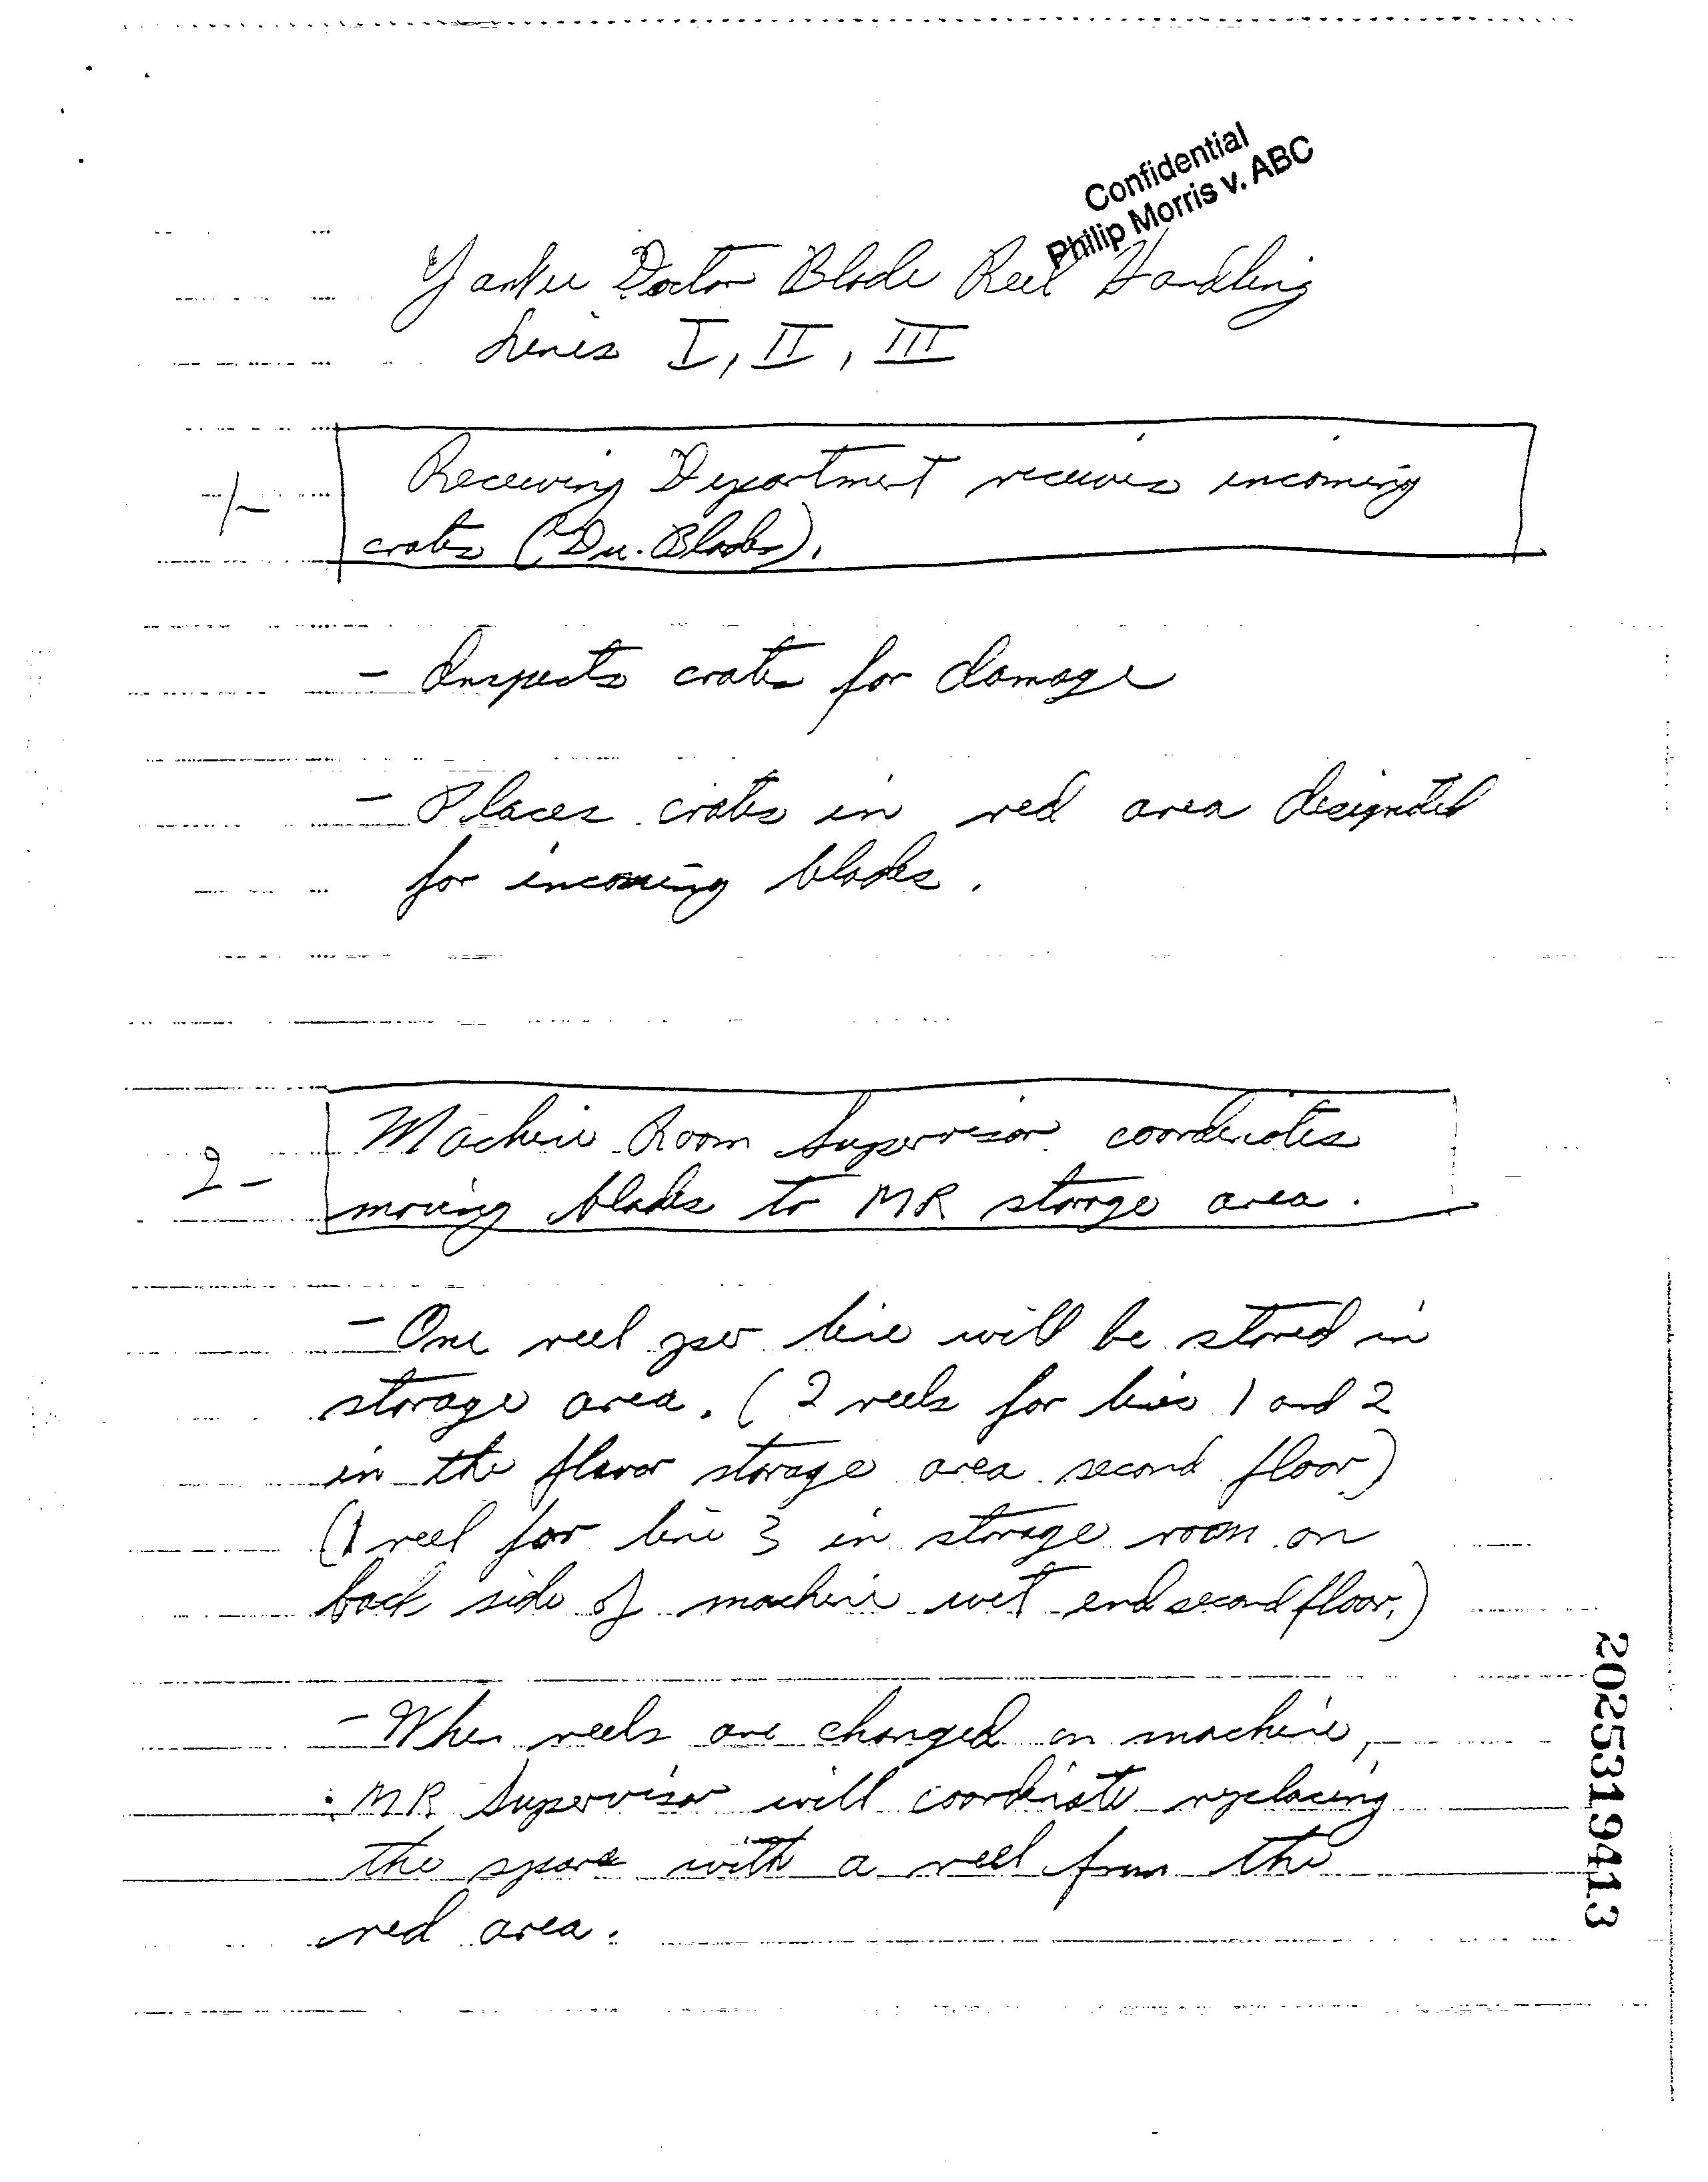 Confidential
Philip Morris v. ABC
Yankee Doctor Blade Reel Handling
Lines I, II, III
1- Receiving Department receives incoming
crates (Dr. Blades).
- Inspects crates for damage
- Places crates in red area designated
for incoming blades.
2- Machine Room Supervisor coordinates
moving blades to MR storage area.
- One reel per line will be stored in
storage area. (2 reels for lines 1 and 2
in the flavor storage area second floor)
(1 reel for line 3 in storage room on
back side of machine wet end second floor.)
- When reels are changed on machine,
MR Supervisor will coordinate replacing
the spare with a reel from the
red area.
2025319413